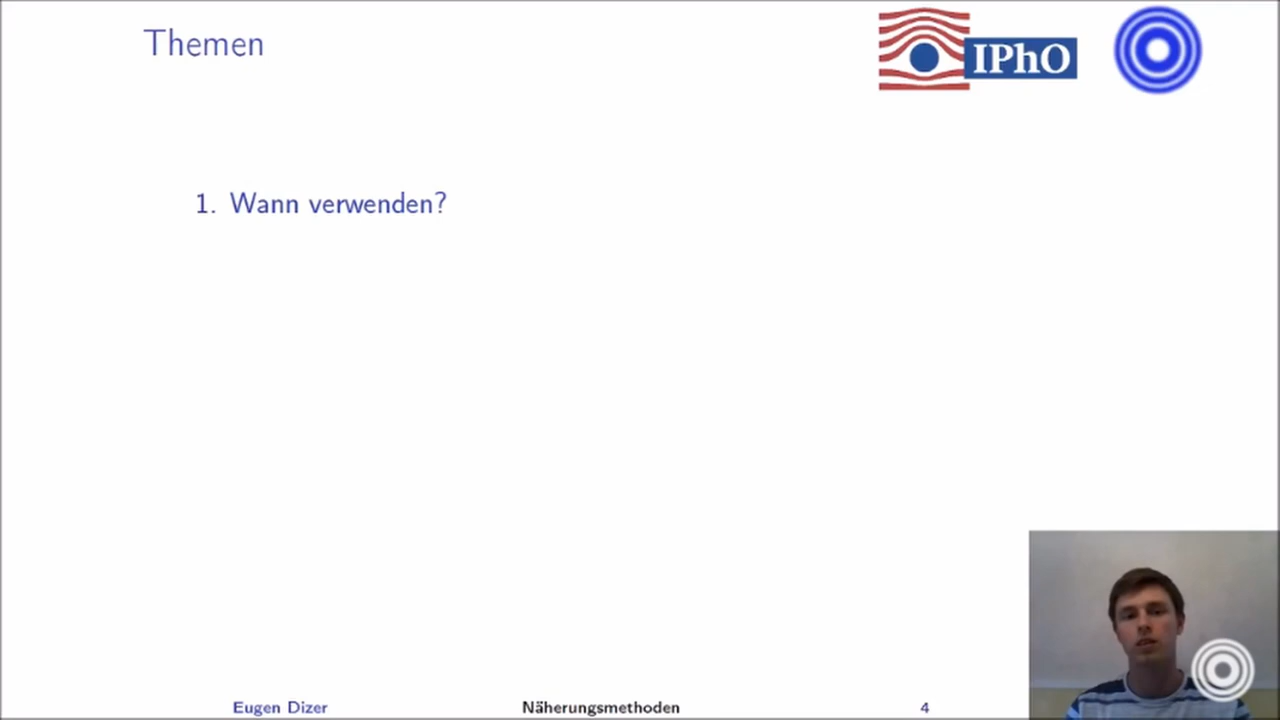 Themen
IPhO
1. Wann verwenden?
Eugen Dizer
Näherungsmethoden
4